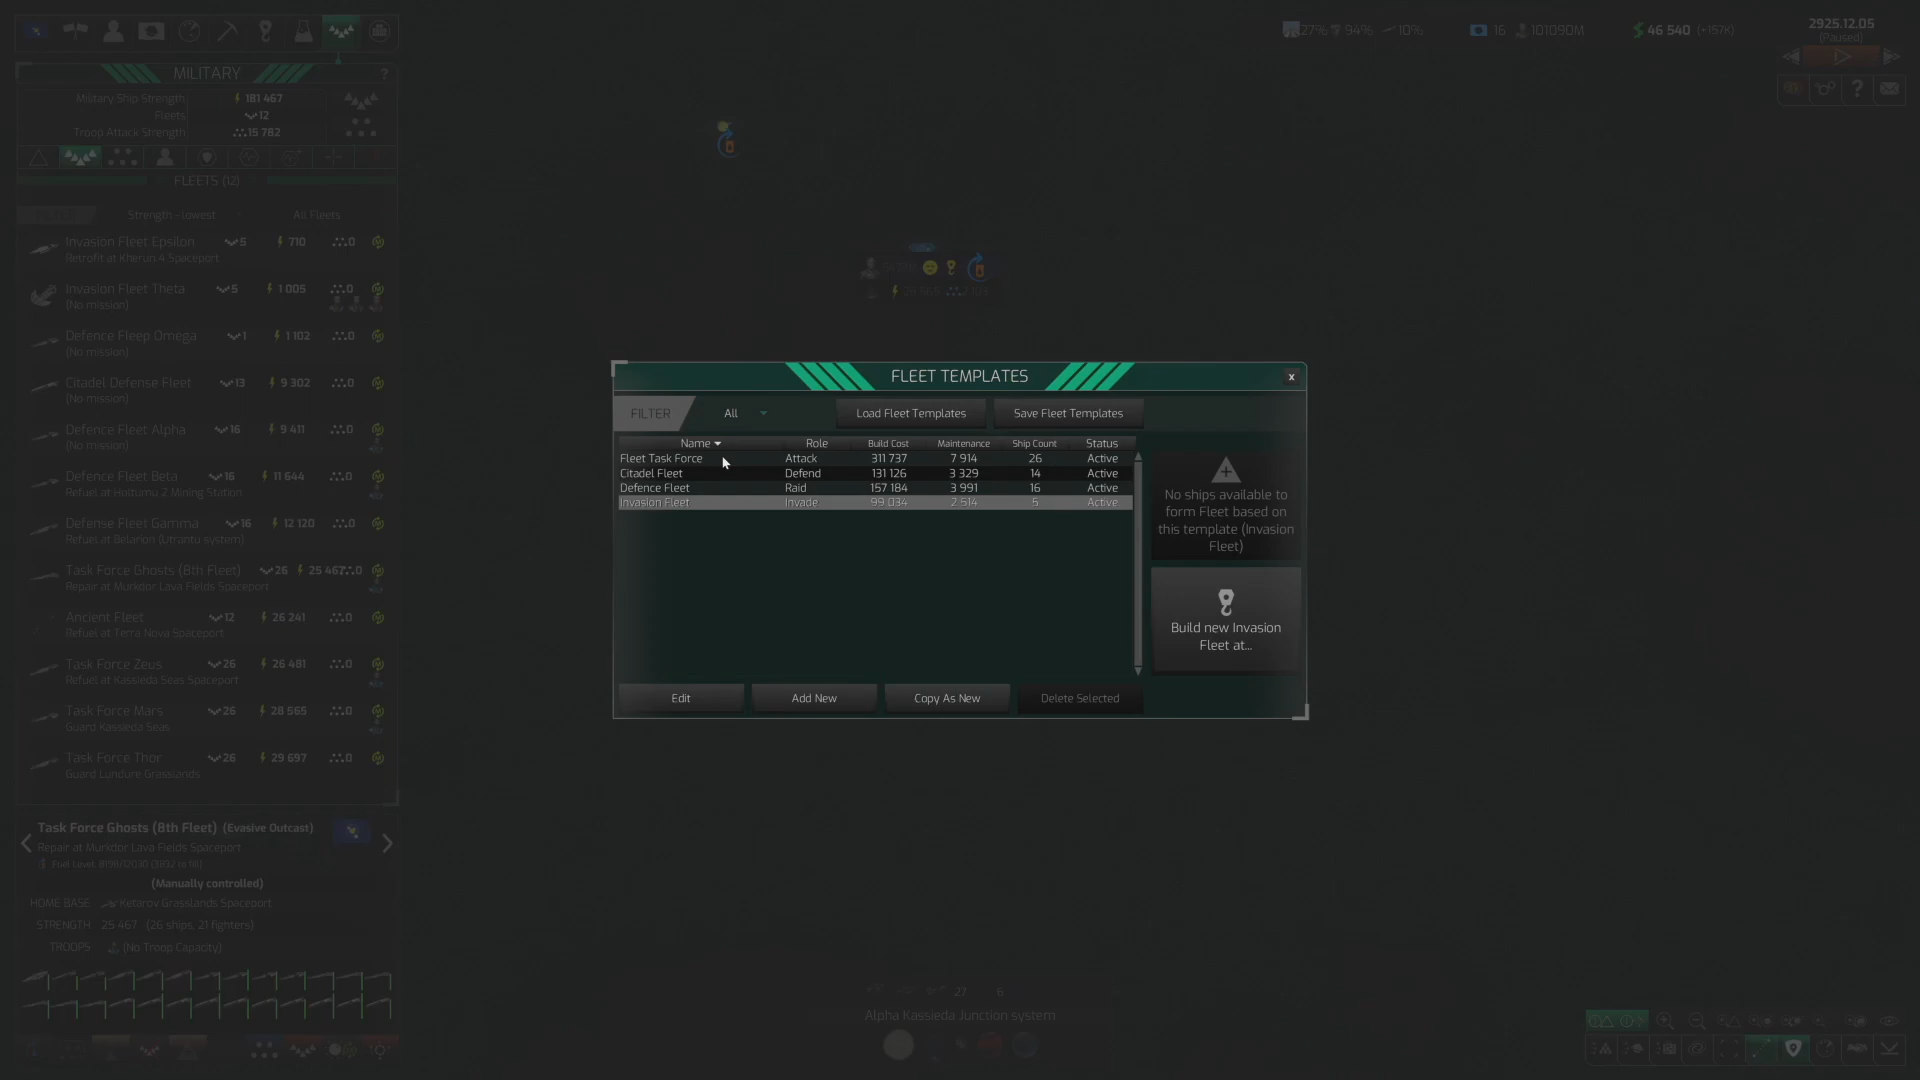 27% 94% 10% 16 101090M 46 540 (+157K)
2925.12.05
(Paused)
MILITARY
?
Military Ship Strength 181 467
Fleets 12
Troop Attack Strength 15 782
FLEETS (12)
Strength - lowest All Fleets
Invasion Fleet Epsilon 5 710 0
Retrofit at Kherun 4 Spaceport
Invasion Fleet Theta 5 1 005 0
(No mission)
Defence Fleep Omega 1 1 102 0
(No mission)
Citadel Defense Fleet 13 9 302 0
(No mission)
Defence Fleet Alpha 16 9 411 0
(No mission)
Defence Fleet Beta 16 11 644 0
Refuel at Hoitumu 2 Mining Station
Defense Fleet Gamma 16 12 120 0
Refuel at Belarion (Utrantu system)
Task Force Ghosts (8th Fleet) 26 25 467 0
Repair at Murkdor Lava Fields Spaceport
Ancient Fleet 12 26 241 0
Refuel at Terra Nova Spaceport
Task Force Zeus 26 26 481 0
Refuel at Kassieda Seas Spaceport
Task Force Mars 26 28 565 0
Guard Kasseda Seas
Task Force Thor 26 29 697 0
Guard Lundure Grasslands
Task Force Ghosts (8th Fleet) (Evasive Outcast)
Repair at Murkdor Lava Fields Spaceport
(Manually controlled)
HOME BASE Ketarov Grasslands Spaceport
STRENGTH 25 467 (26 ships, 21 fighters)
TROOPS (No Troop Capacity)
FLEET TEMPLATES
x
FILTER All Load Fleet Templates Save Fleet Templates
Name Role Build Cost Maintenance Ship Count Status
Fleet Task Force Attack 311 737 7 914 26 Active
Citadel Fleet Defend 131 126 3 329 14 Active
Defence Fleet Raid 157 184 3 991 16 Active
Invasion Fleet Invade 99 034 2 514 5 Active
No ships available to
form Fleet based on
this template (Invasion
Fleet)
Build new Invasion
Fleet at...
Edit Add New Copy As New Delete Selected
27 6
Alpha Kassieda Junction system